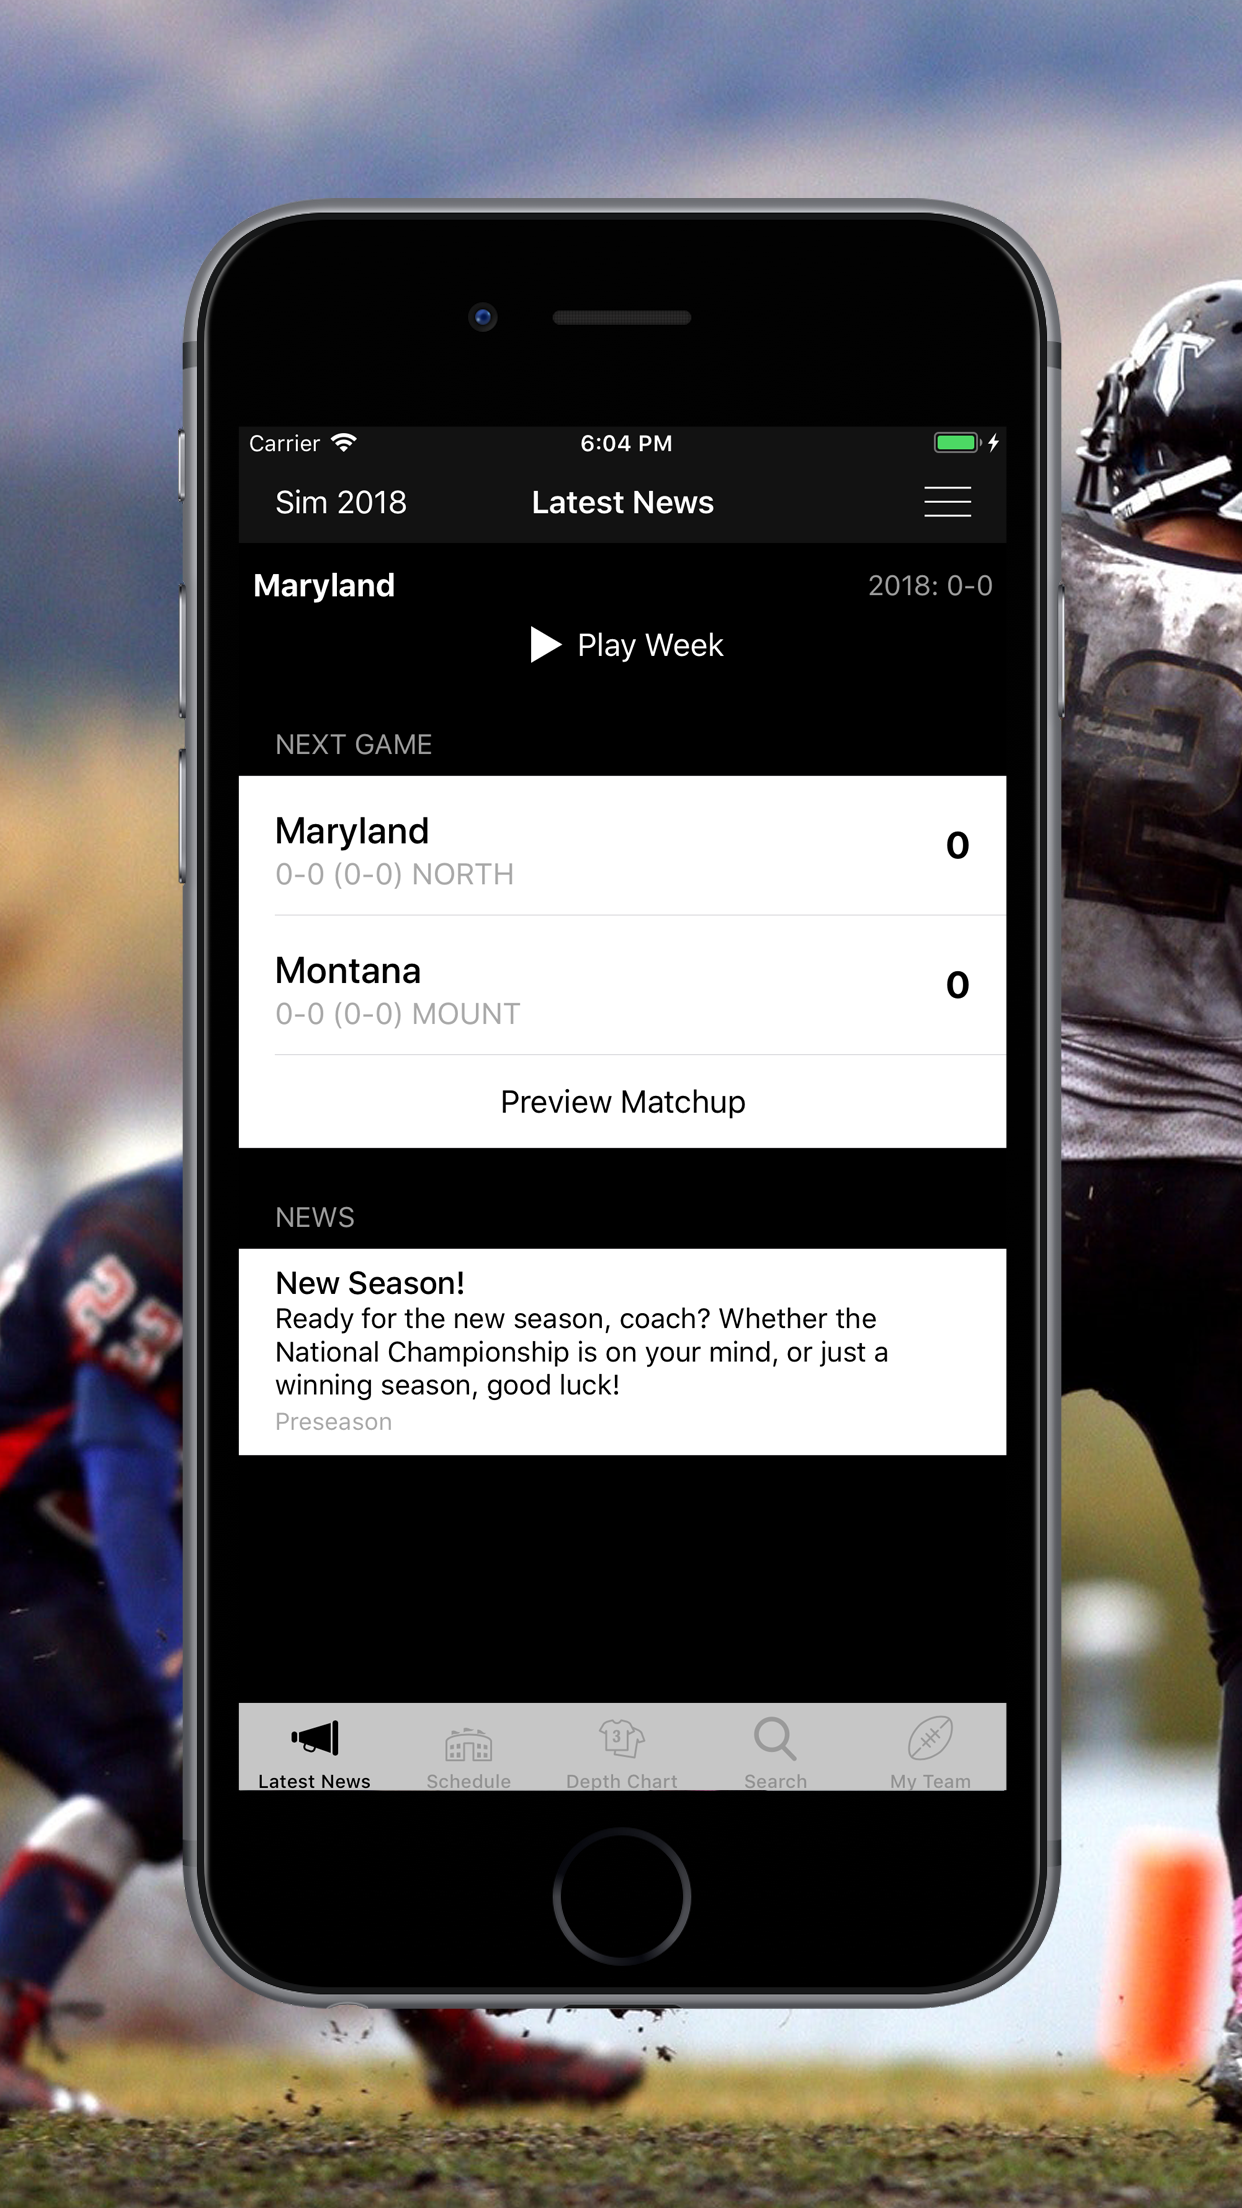 Carrier 6:04 PM
Sim 2018 Latest News
Maryland 2018: 0-0
Play Week
NEXT GAME
Maryland 0
0-0 (0-0) NORTH
Montana 0
0-0 (0-0) MOUNT
Preview Matchup
NEWS
New Season!
Ready for the new season, coach? Whether the
National Championship is on your mind, or just a
winning season, good luck!
Preseason
3
Latest News Schedule Depth Chart Search My Team
23
T
2